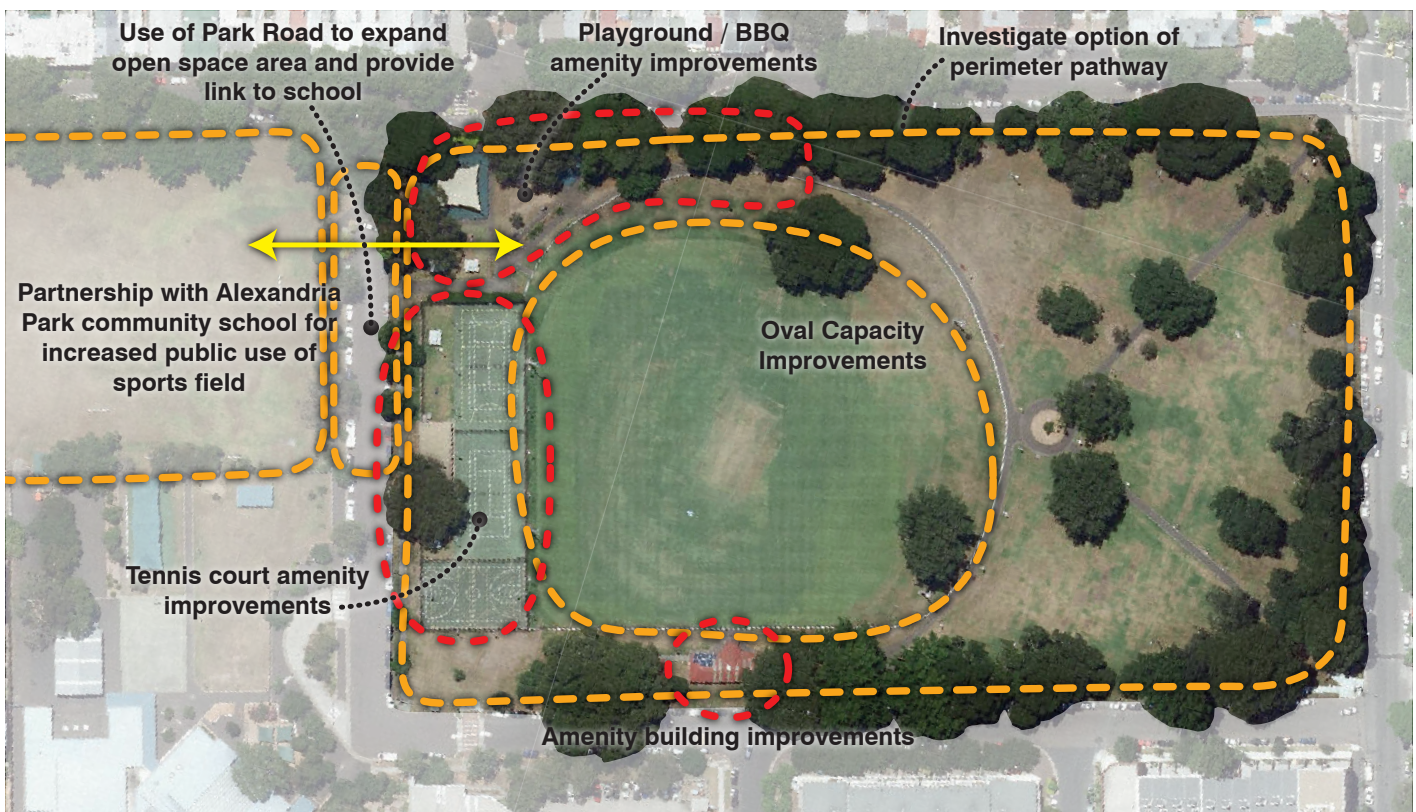 Use of Park Road to expand
open space area and provide
link to school
Playground / BBQ
amenity improvements
Investigate option of
perimeter pathway
Partnership with Alexandria
Park community school for
increased public use of
sports field
Oval Capacity
Improvements
Tennis court amenity
improvements
Amenity building improvements